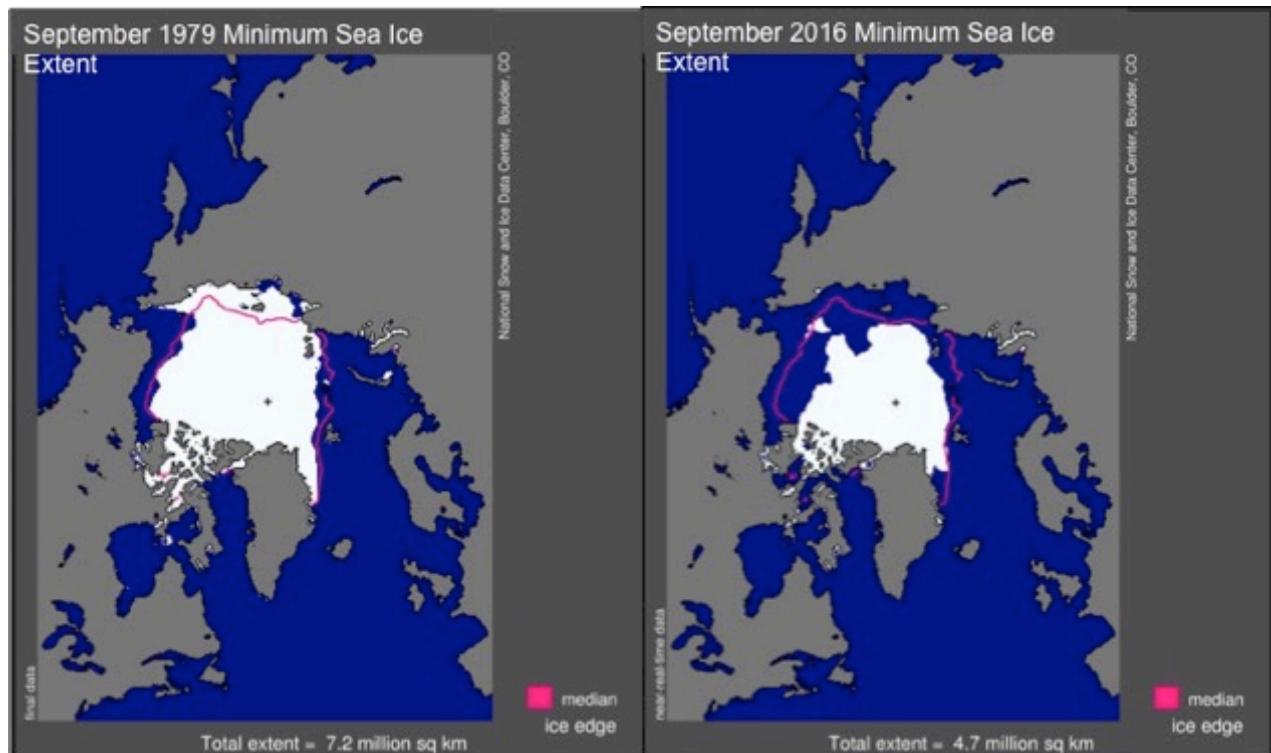 September 1979 Minimum Sea Ice
Extent
National Snow and Ice Data Center, Boulder, CO
final data
median
ice edge
Total extent = 7.2 million sq km
September 2016 Minimum Sea Ice
Extent
National Snow and Ice Data Center, Boulder, CO
near-real-time data
median
ice edge
Total extent = 4.7 million sq km